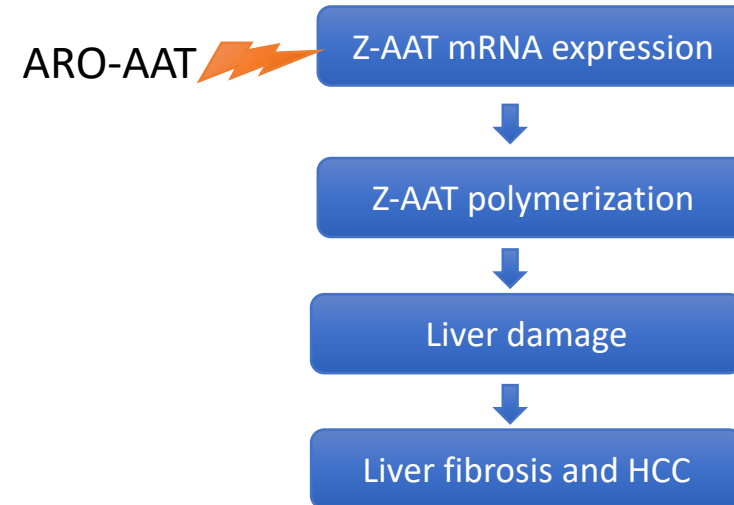 ARO-AAT
Z-AAT mRNA expression
Z-AAT polymerization
Liver damage
Liver fibrosis and HCC